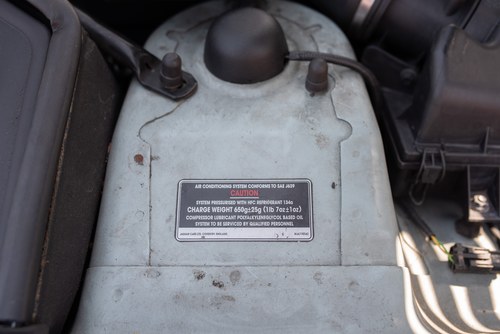 AIR CONDITIONING SYSTEM CONFORMS TO SAE J639
CAUTION
SYSTEM PRESSURISED WITH HFC REFRIGERANT 134a
CHARGE WEIGHT 650g±25g (1lb 7oz±1oz)
COMPRESSOR LUBRICANT POLYALKYLENEGLYCOL BASED OIL
SYSTEM TO BE SERVICED BY QUALIFIED PERSONNEL